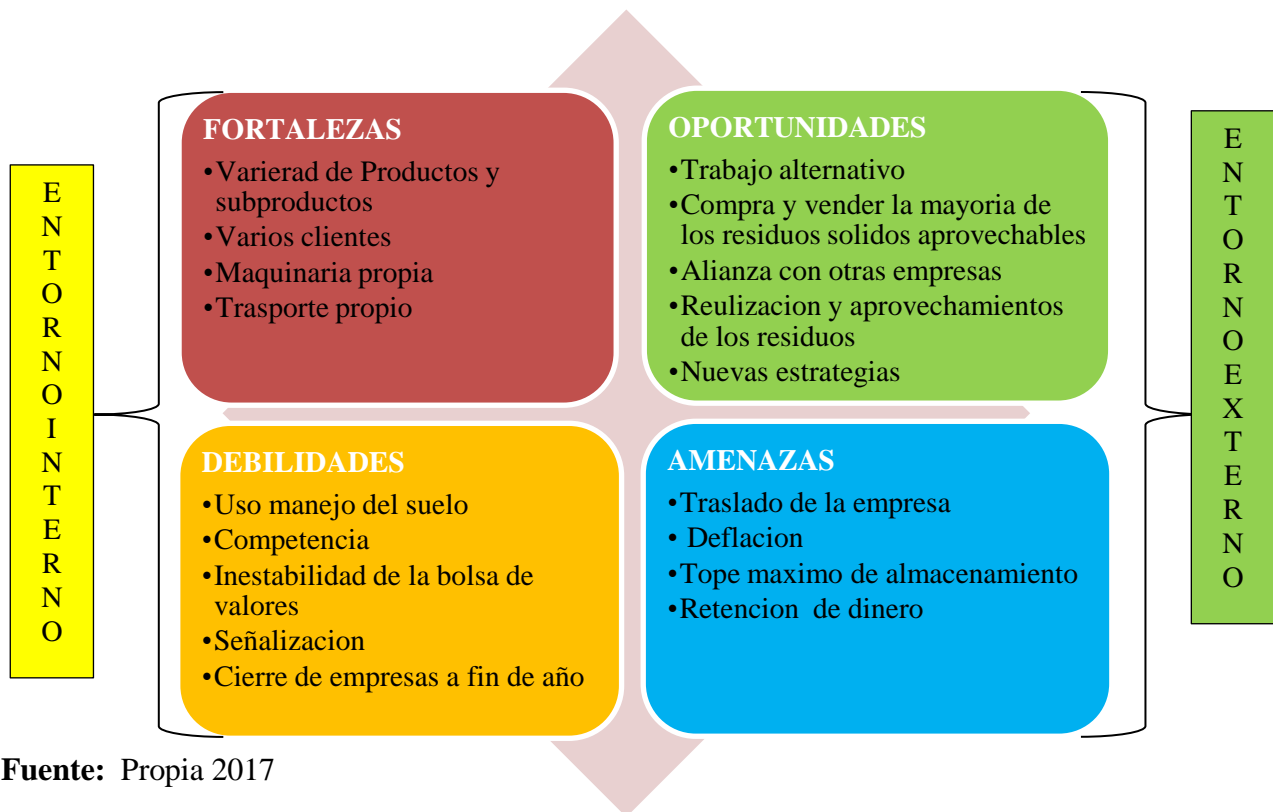 ENTORNOINTERNO
FORTALEZAS
•Varierad de Productos y
subproductos
•Varios clientes
•Maquinaria propia
•Trasporte propio
OPORTUNIDADES
•Trabajo alternativo
•Compra y vender la mayoria de
los residuos solidos aprovechables
•Alianza con otras empresas
•Reulizacion y aprovechamientos
de los residuos
•Nuevas estrategias
DEBILIDADES
•Uso manejo del suelo
•Competencia
•Inestabilidad de la bolsa de
valores
•Señalizacion
•Cierre de empresas a fin de año
AMENAZAS
•Traslado de la empresa
• Deflacion
•Tope maximo de almacenamiento
•Retencion de dinero
ENTORNOEXTERNO
Fuente: Propia 2017